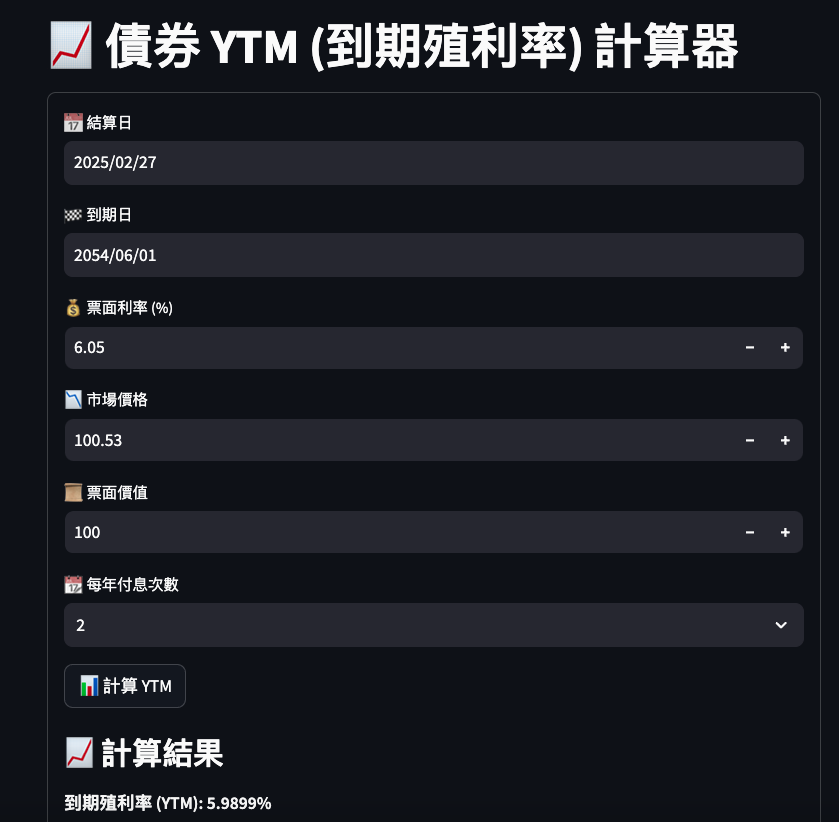 📈 債券 YTM (到期殖利率) 計算器
📅 結算日
2025/02/27
🏁 到期日
2054/06/01
💰 票面利率 (%)
6.05
− +
📉 市場價格
100.53
− +
📜 票面價值
100
− +
📆 每年付息次數
2
📊 計算 YTM
📈 計算結果
到期殖利率 (YTM): 5.9899%